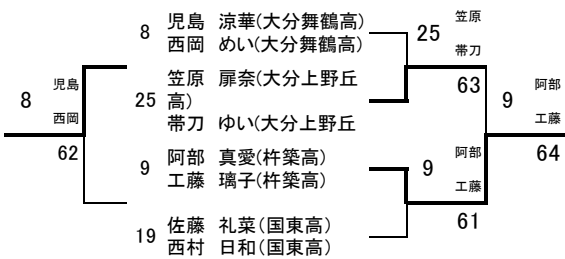 8 児島 涼華(大分舞鶴高)
西岡 めい(大分舞鶴高)
25 笠原 扉奈(大分上野丘
高)
帯刀 ゆい(大分上野丘
9 阿部 真愛(杵築高)
工藤 璃子(杵築高)
19 佐藤 礼菜(国東高)
西村 日和(国東高)
8 児島
西岡
62
25 笠原
帯刀
63
9 阿部
工藤
61
9 阿部
工藤
64